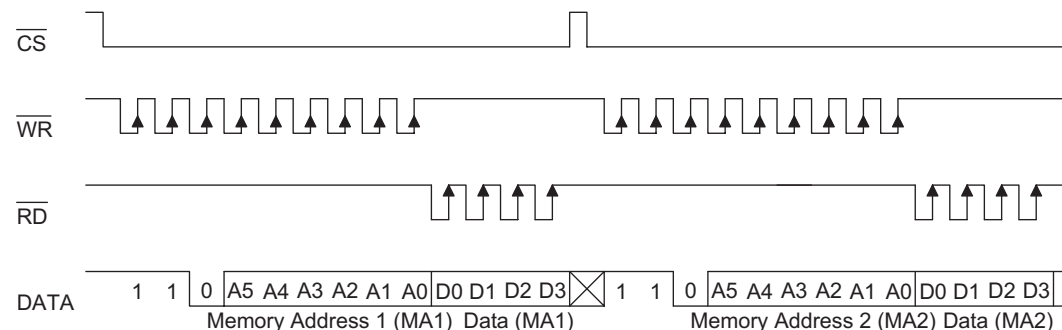 CS
WR
RD
DATA 1 1 0 A5 A4 A3 A2 A1 A0 D0 D1 D2 D3 1 1 0 A5 A4 A3 A2 A1 A0 D0 D1 D2 D3
Memory Address 1 (MA1) Data (MA1) Memory Address 2 (MA2) Data (MA2)